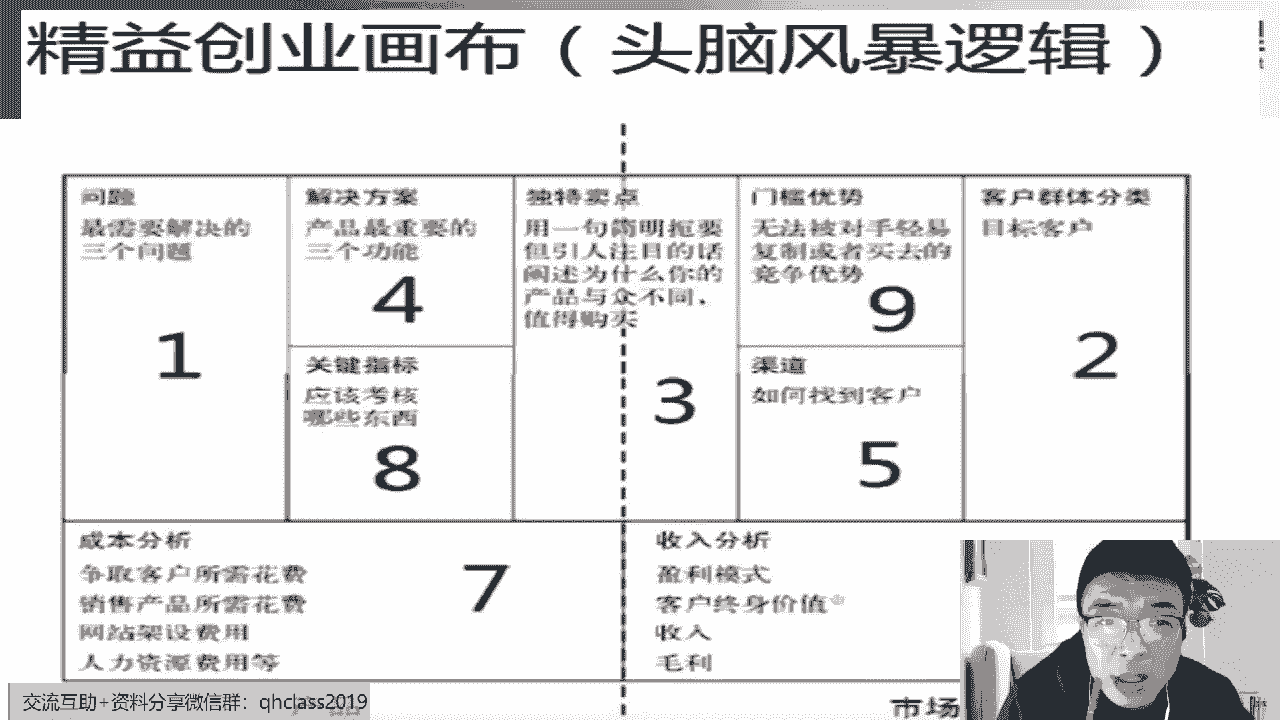 精益创业画布（头脑风暴逻辑）
问题
最需要解决的
三个问题
1
解决方案
产品最重要的
三个功能
4
关键指标
应该考核
哪些东西
8
独特卖点
用一句简明扼要
但引人注目的话
阐述为什么你的
产品与众不同，
值得购买
3
门槛优势
无法被对手轻易
复制或者买去的
竞争优势
9
渠道
如何找到客户
5
客户群体分类
目标客户
2
成本分析
争取客户所需花费
销售产品所需花费
网站架设费用
人力资源费用等
7
收入分析
盈利模式
客户终身价值
收入
毛利
市场
交流互助+资料分享微信群：qhclass2019